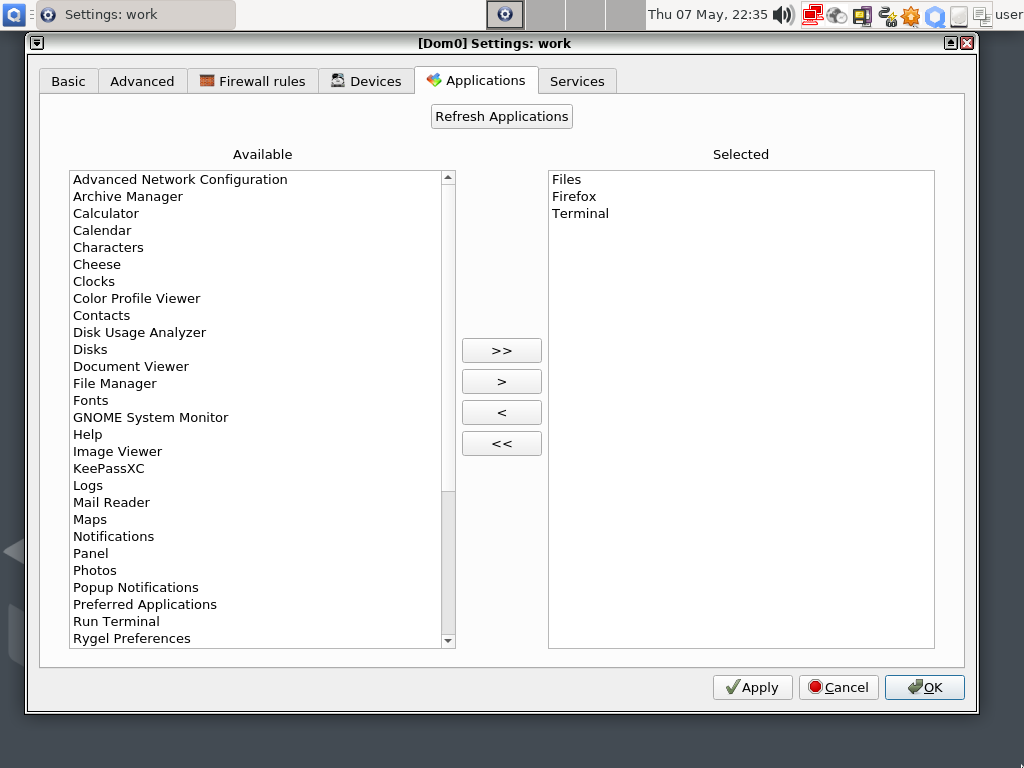 Settings: work
Thu 07 May, 22:35
user
[Dom0] Settings: work
Basic
Advanced
Firewall rules
Devices
Applications
Services
Refresh Applications
Available
Selected
Advanced Network Configuration
Archive Manager
Calculator
Calendar
Characters
Cheese
Clocks
Color Profile Viewer
Contacts
Disk Usage Analyzer
Disks
Document Viewer
File Manager
Fonts
GNOME System Monitor
Help
Image Viewer
KeePassXC
Logs
Mail Reader
Maps
Notifications
Panel
Photos
Popup Notifications
Preferred Applications
Run Terminal
Rygel Preferences
>>
>
<
<<
Files
Firefox
Terminal
Apply
Cancel
OK